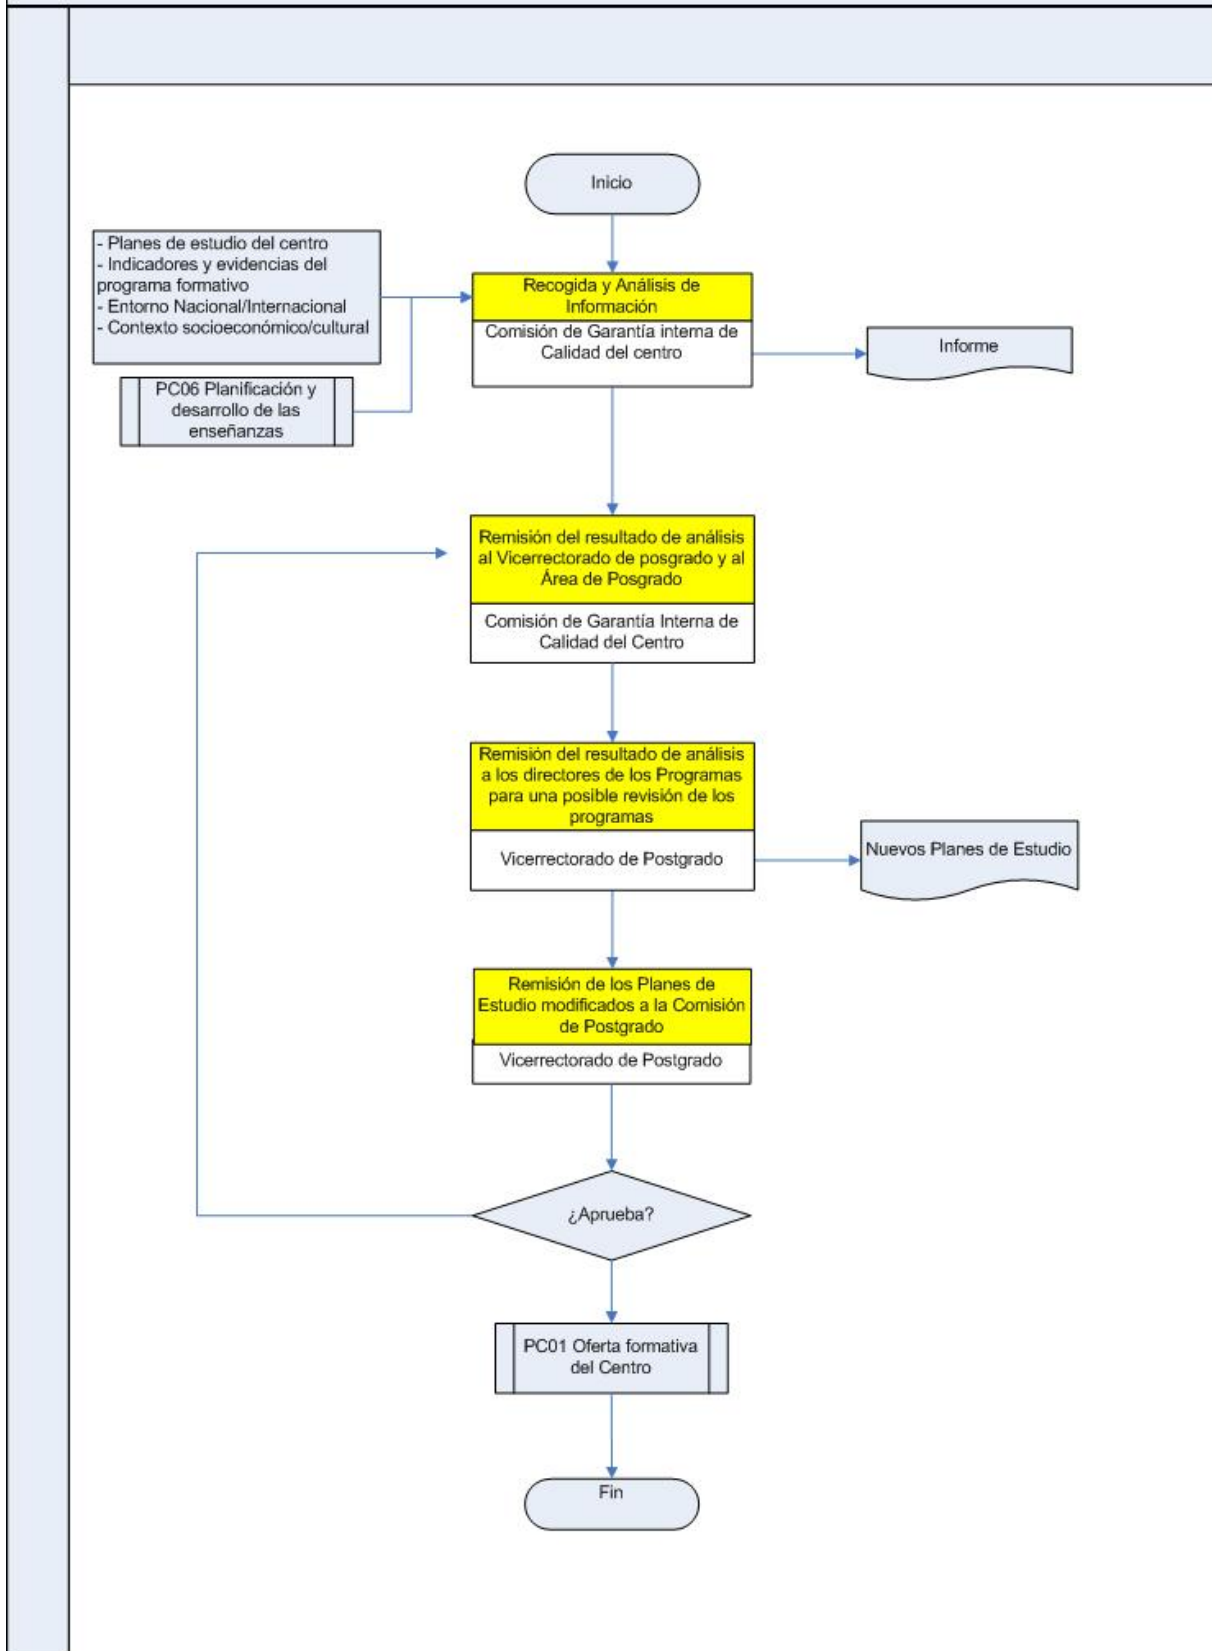 Inicio
- Planes de estudio del centro
- Indicadores y evidencias del
programa formativo
- Entorno Nacional/Internacional
- Contexto socioeconómico/cultural
PC06 Planificación y
desarrollo de las
enseñanzas
Recogida y Análisis de
Información
Comisión de Garantía interna de
Calidad del centro
Informe
Remisión del resultado de análisis
al Vicerrectorado de posgrado y al
Área de Posgrado
Comisión de Garantía Interna de
Calidad del Centro
Remisión del resultado de análisis
a los directores de los Programas
para una posible revisión de los
programas
Vicerrectorado de Postgrado
Nuevos Planes de Estudio
Remisión de los Planes de
Estudio modificados a la Comisión
de Postgrado
Vicerrectorado de Postgrado
¿Aprueba?
PC01 Oferta formativa
del Centro
Fin